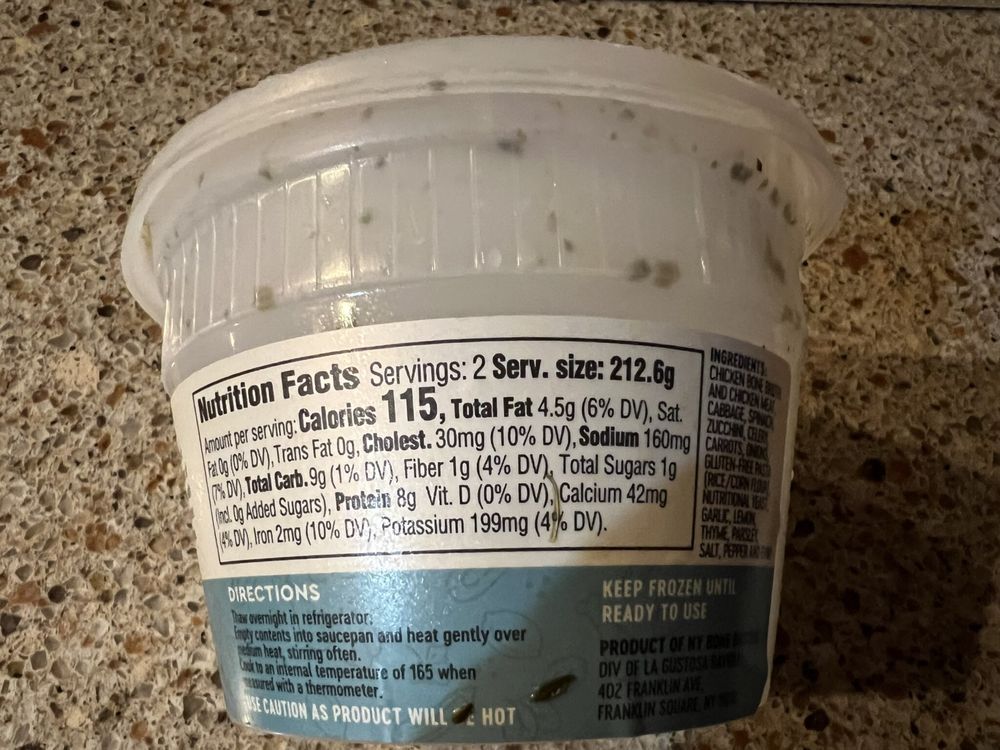 Nutrition Facts Servings: 2 Serv. size: 212.6g
Amount per serving: Calories 115, Total Fat 4.5g (6% DV), Sat.
Fat 0g (0% DV), Trans Fat 0g, Cholest. 30mg (10% DV), Sodium 160mg
(7% DV), Total Carb. 9g (1% DV), Fiber 1g (4% DV), Total Sugars 1g
(Incl. 0g Added Sugars), Protein 8g Vit. D (0% DV), Calcium 42mg
(4% DV), Iron 2mg (10% DV), Potassium 199mg (4% DV).
INGREDIENTS:
CHICKEN BONE
AND CHICKEN MEAT
CABBAGE, SPINACH
ZUCCHINI, CELERY
CARROTS, ONIONS,
GLUTEN-FREE PASTA
(RICE/CORN FLOUR)
NUTRITIONAL YEAST
GARLIC, LEMON,
THYME, PARSLEY,
SALT, PEPPER AND
DIRECTIONS
Thaw overnight in refrigerator.
Empty contents into saucepan and heat gently over
medium heat, stirring often.
Cook to an internal temperature of 165 when
measured with a thermometer.
USE CAUTION AS PRODUCT WILL BE HOT
KEEP FROZEN UNTIL
READY TO USE
PRODUCT OF NY BONE
DIV OF LA GUSTOSA
402 FRANKLIN AVE,
FRANKLIN SQUARE, NY